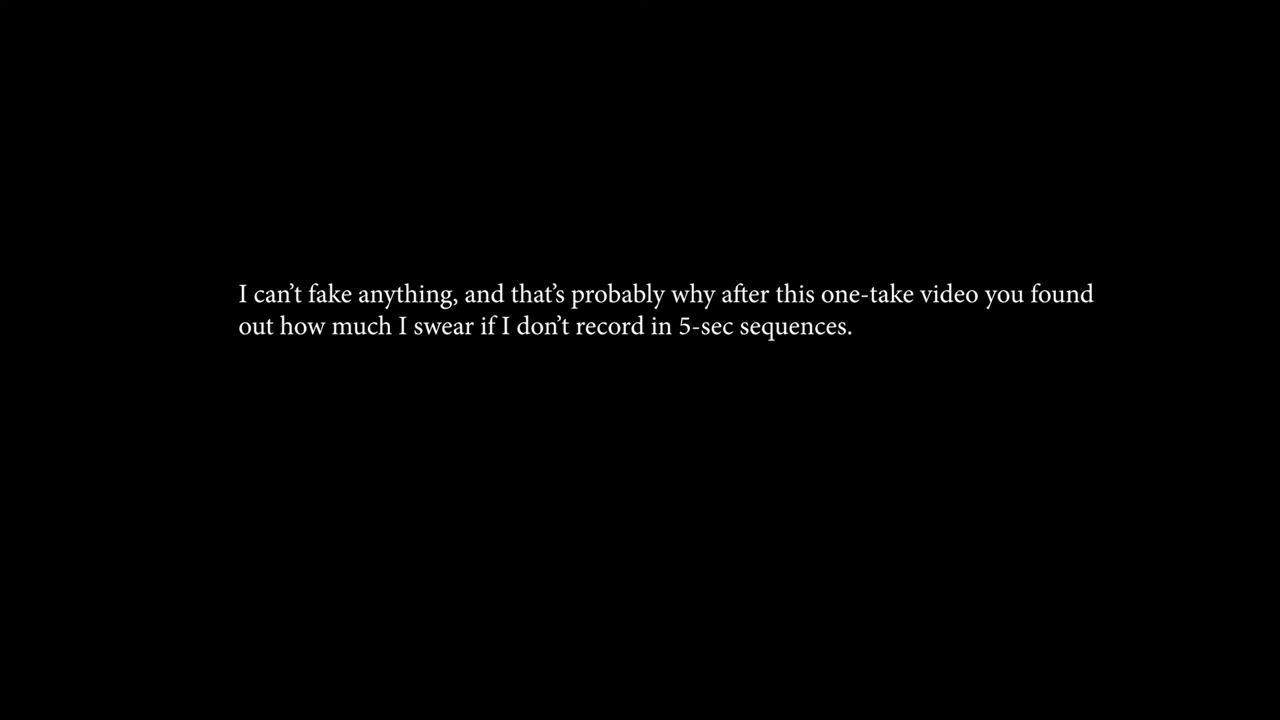 I can’t fake anything, and that’s probably why after this one-take video you found
out how much I swear if I don’t record in 5-sec sequences.